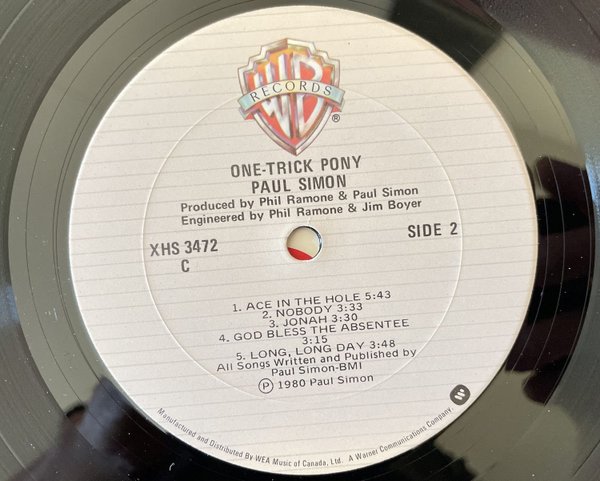 WB
RECORDS
®
ONE-TRICK PONY
PAUL SIMON
Produced by Phil Ramone & Paul Simon
Engineered by Phil Ramone & Jim Boyer
XHS 3472
C
SIDE 2
1. ACE IN THE HOLE 5:43
2. NOBODY 3:33
3. JONAH 3:30
4. GOD BLESS THE ABSENTEE
3:15
5. LONG, LONG DAY 3:48
All Songs Written and Published by
Paul Simon-BMI
Ⓟ 1980 Paul Simon
Manufactured and Distributed By WEA Music of Canada, Ltd. A Warner Communications Company.